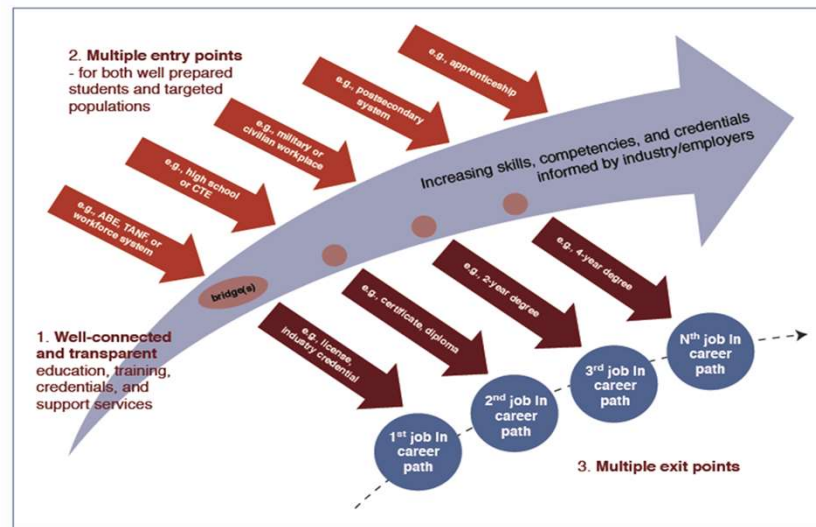 2. Multiple entry points
- for both well prepared
students and targeted
populations
e.g., apprenticeship
e.g., postsecondary
system
e.g., military or
civilian workplace
e.g., high school
or CTE
e.g., ABE, TANF, or
workforce system
Increasing skills, competencies, and credentials
informed by industry/employers
bridge(s)
1. Well-connected
and transparent
education, training,
credentials, and
support services
e.g., license,
industry credential
e.g., certificate, diploma
e.g., 2-year degree
e.g., 4-year degree
1st job in
career
path
2nd job in
career
path
3rd job in
career
path
Nth job in
career
path
3. Multiple exit points